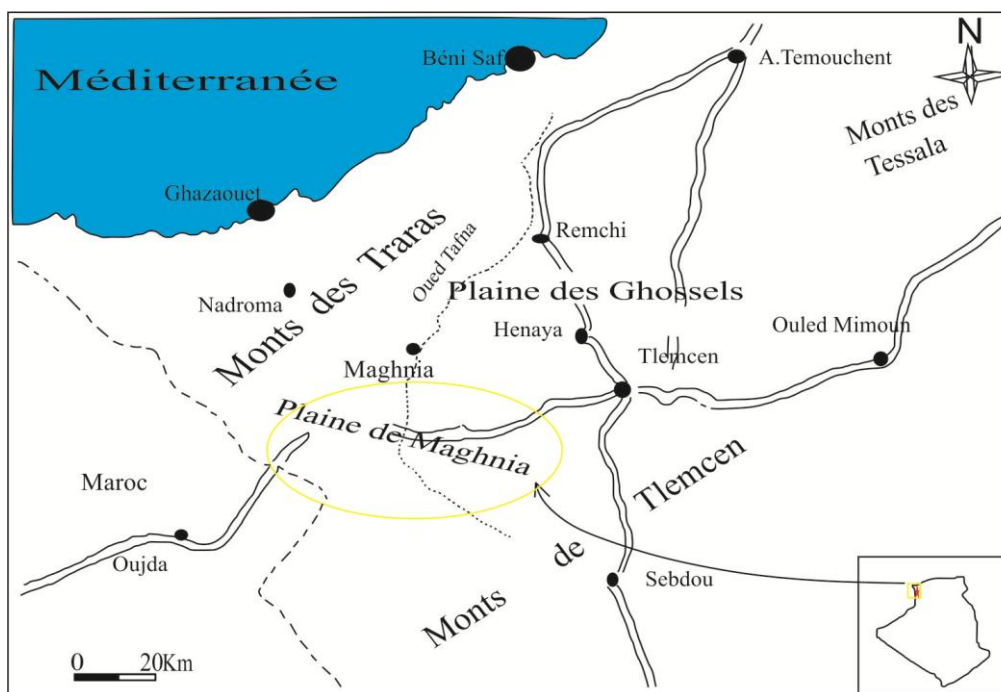 N
Béni Saf
A.Temouchent
Méditerranée
Monts des
Tessala
Ghazaouet
Remchi
Oued Tafna
Monts des Traras
Nadroma
Plaine des Ghossels
Henaya
Ouled Mimoun
Tlemcen
Maghnia
Plaine de Maghnia
Maroc
Oujda
Monts de Tlemcen
Sebdou
0 20Km